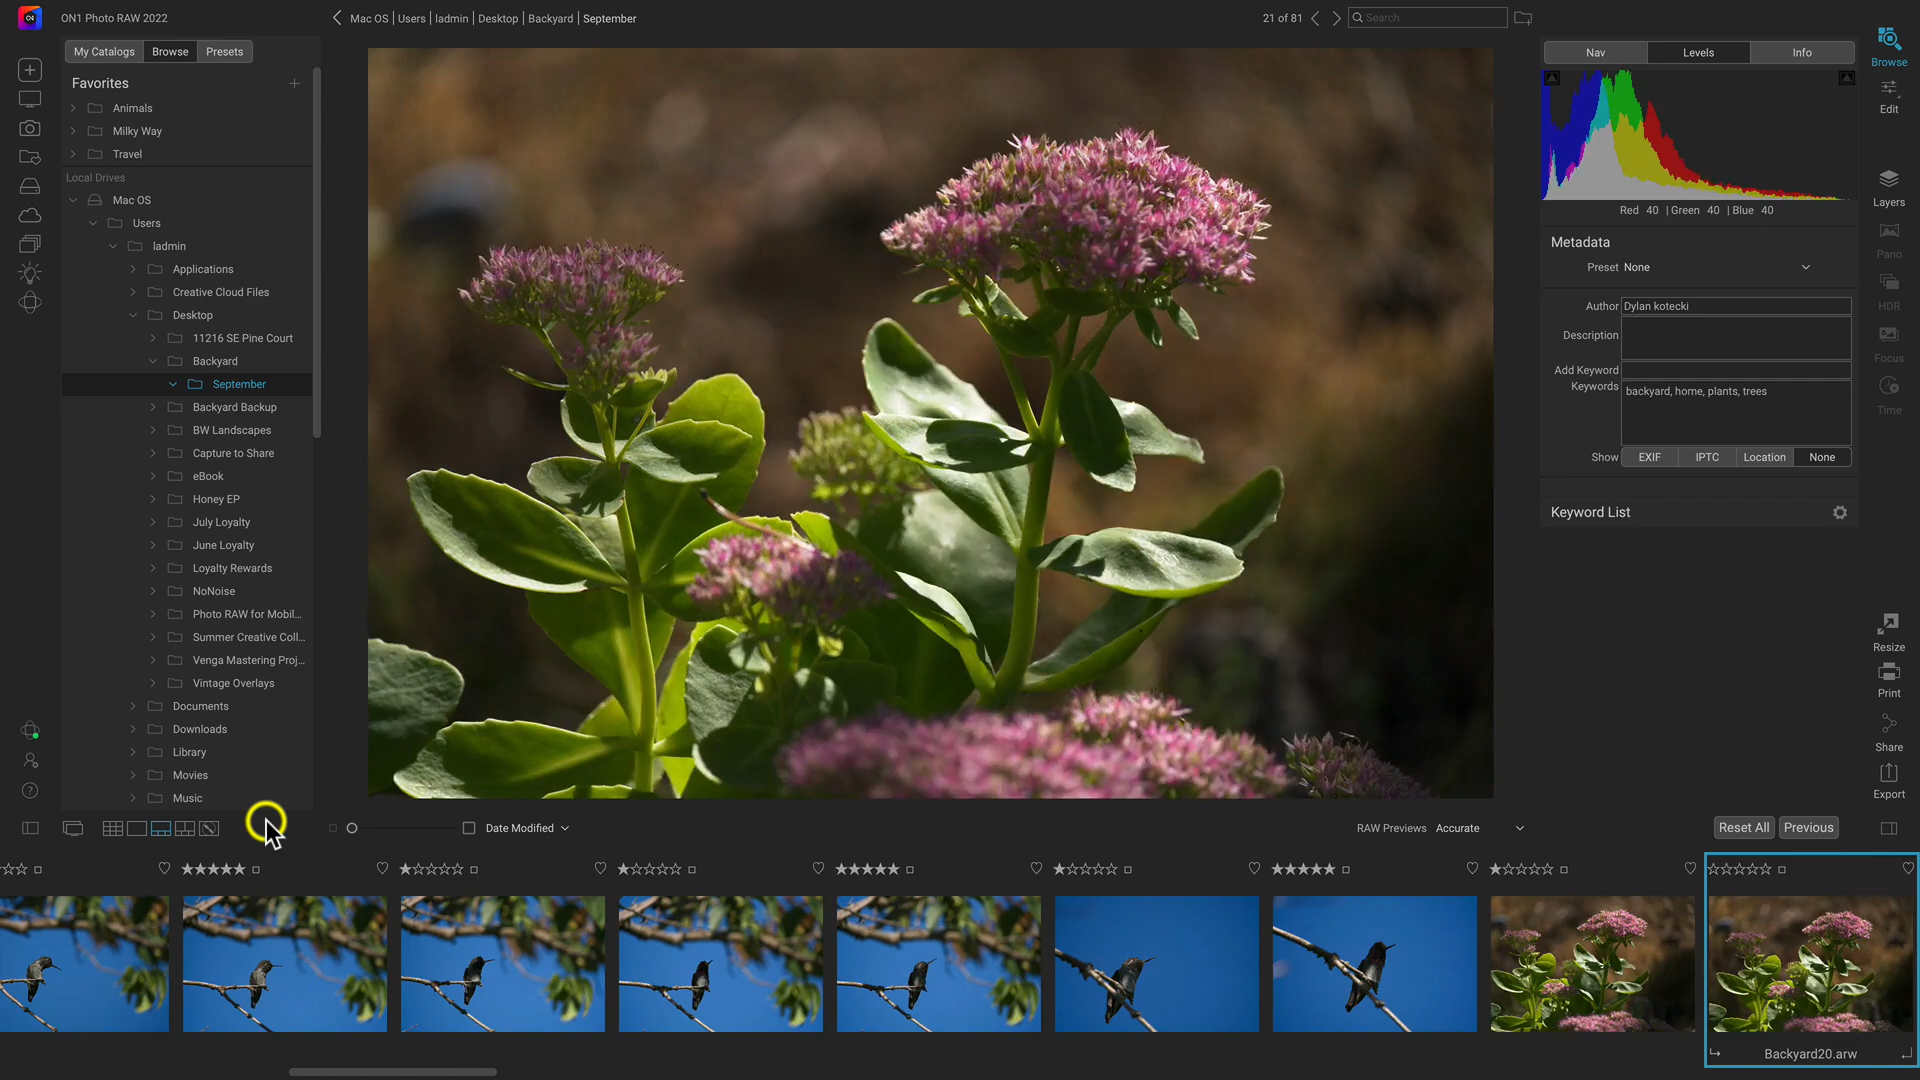 ON1 Photo RAW 2022
Mac OS | Users | ladmin | Desktop | Backyard | September
21 of 81
Search
My Catalogs
Browse
Presets
Favorites
Animals
Milky Way
Travel
Local Drives
Mac OS
Users
ladmin
Applications
Creative Cloud Files
Desktop
11216 SE Pine Court
Backyard
September
Backyard Backup
BW Landscapes
Capture to Share
eBook
Honey EP
July Loyalty
June Loyalty
Loyalty Rewards
NoNoise
Photo RAW for Mobil...
Summer Creative Coll...
Venga Mastering Proj...
Vintage Overlays
Documents
Downloads
Library
Movies
Music
Nav
Levels
Info
Red 40 | Green 40 | Blue 40
Metadata
Preset None
Author Dylan kotecki
Description
Add Keyword
Keywords backyard, home, plants, trees
Show EXIF IPTC Location None
Keyword List
Browse
Edit
Layers
Pano
HDR
Focus
Time
Resize
Print
Share
Export
Date Modified
RAW Previews Accurate
Reset All
Previous
Backyard20.arw